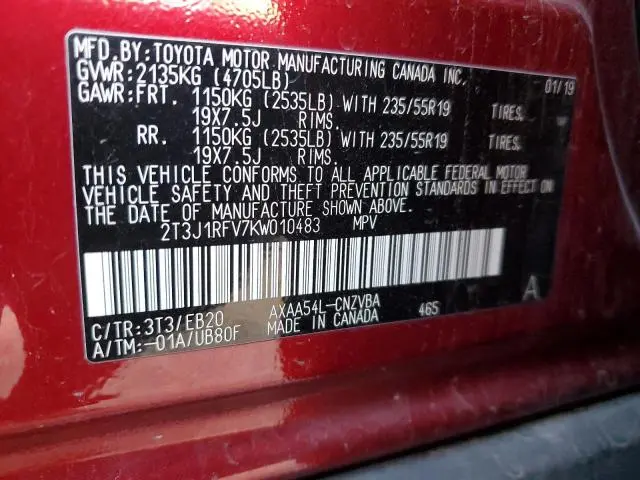 MFD.BY:TOYOTA MOTOR MANUFACTURING CANADA INC.
GVWR:2135KG (4705LB) 01/19
GAWR:FRT. 1150KG (2535LB) WITH 235/55R19 TIRES,
19X7.5J RIMS.
RR. 1150KG (2535LB) WITH 235/55R19 TIRES,
19X7.5J RIMS.
THIS VEHICLE CONFORMS TO ALL APPLICABLE FEDERAL MOTOR
VEHICLE SAFETY AND THEFT PREVENTION STANDARDS IN EFFECT ON
THE DATE OF MANUFACTURE SHOWN ABOVE.
2T3J1RFV7KW010483 MPV
A
C/TR:3T3/EB20 AXAA54L-CNZVBA 465
A/TM:-01A/UB80F MADE IN CANADA